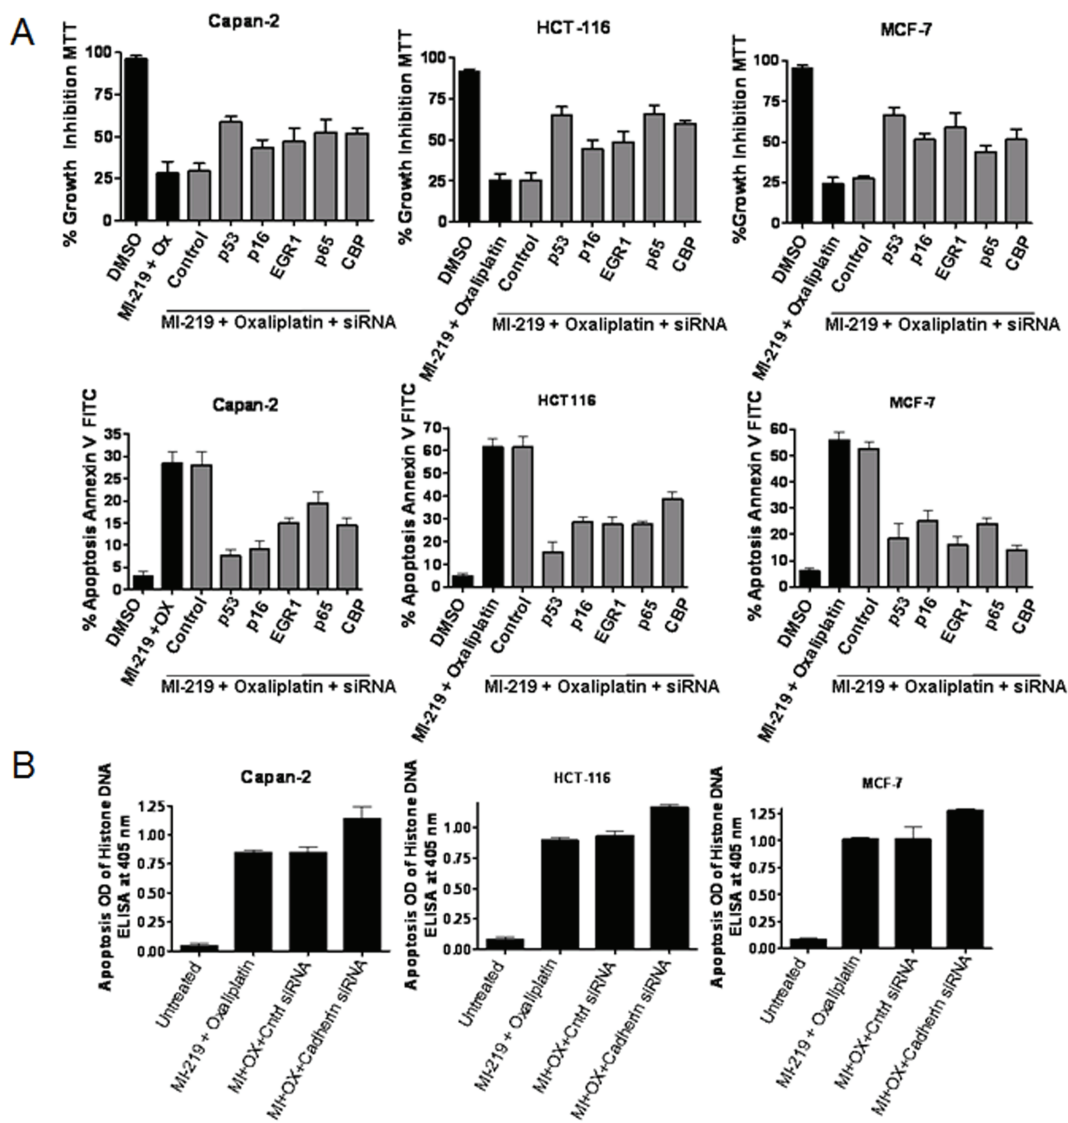 A
Capan-2
% Growth Inhibition MTT
100
75
50
25
0
DMSO
MI-219 + Ox
Control
p53
p16
EGR1
p65
CBP
MI-219 + Oxaliplatin + siRNA
HCT-116
% Growth Inhibition MTT
100
75
50
25
0
DMSO
MI-219 + Oxaliplatin
Control
p53
p16
EGR1
p65
CBP
MI-219 + Oxaliplatin + siRNA
MCF-7
%Growth Inhibition MTT
100
75
50
25
0
DMSO
MI-219 + Oxaliplatin
Control
p53
p16
EGR1
p65
CBP
MI-219 + Oxaliplatin + siRNA
Capan-2
% Apoptosis Annexin V FITC
35
30
25
20
15
10
5
0
DMSO
MI-219 +OX
Control
p53
p16
EGR1
p65
CBP
MI-219 + Oxaliplatin + siRNA
HCT116
% Apoptosis Annexin V FITC
70
60
50
40
30
20
10
0
DMSO
MI-219 + Oxaliplatin
Control
p53
p16
EGR1
p65
CBP
MI-219 + Oxaliplatin + siRNA
MCF-7
% Apotosis Annexin V FITC
60
50
40
30
20
10
0
DMSO
MI-219 + Oxaliplatin
Control
p53
p16
EGR1
p65
CBP
MI-219 + Oxaliplatin + siRNA
B
Capan-2
Apoptosis OD of Histone DNA
ELISA at 405 nm
1.25
1.00
0.75
0.50
0.25
0.00
Untreated
MI-219 + Oxaliplatin
MI+OX+Cntrl siRNA
MI+OX+Cadherin siRNA
HCT-116
Apoptosis OD of Histone DNA
ELISA at 405 nm
1.00
0.75
0.50
0.25
0.00
Untreated
MI-219 + Oxaliplatin
MI+OX+Cntrl siRNA
MI+OX+Cadherin siRNA
MCF-7
Apoptosis OD of Histone DNA
ELISA at 405 nm
1.25
1.00
0.75
0.50
0.25
0.00
Untreated
MI-219 + Oxaliplatin
MI+OX+Cntrl siRNA
MI+OX+Cadherin siRNA